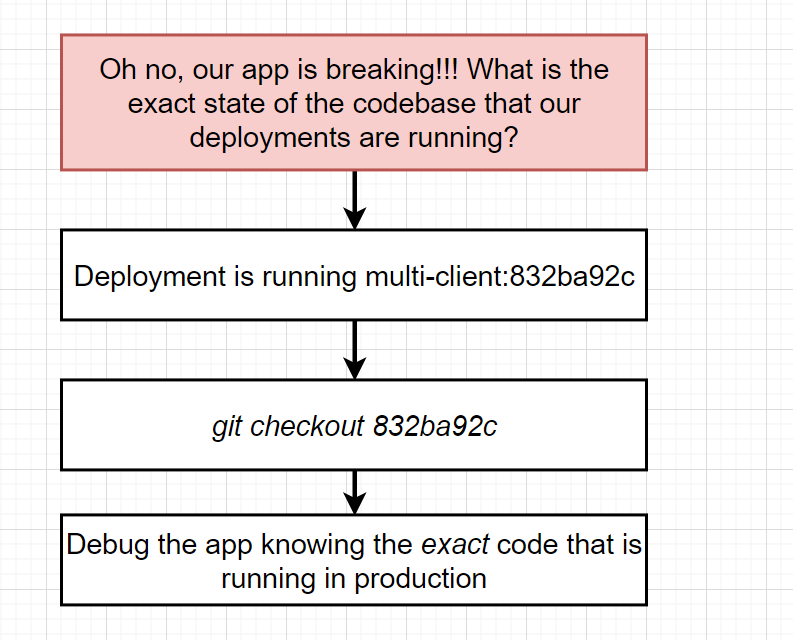 Oh no, our app is breaking!!! What is the
exact state of the codebase that our
deployments are running?
Deployment is running multi-client:832ba92c
git checkout 832ba92c
Debug the app knowing the exact code that is
running in production